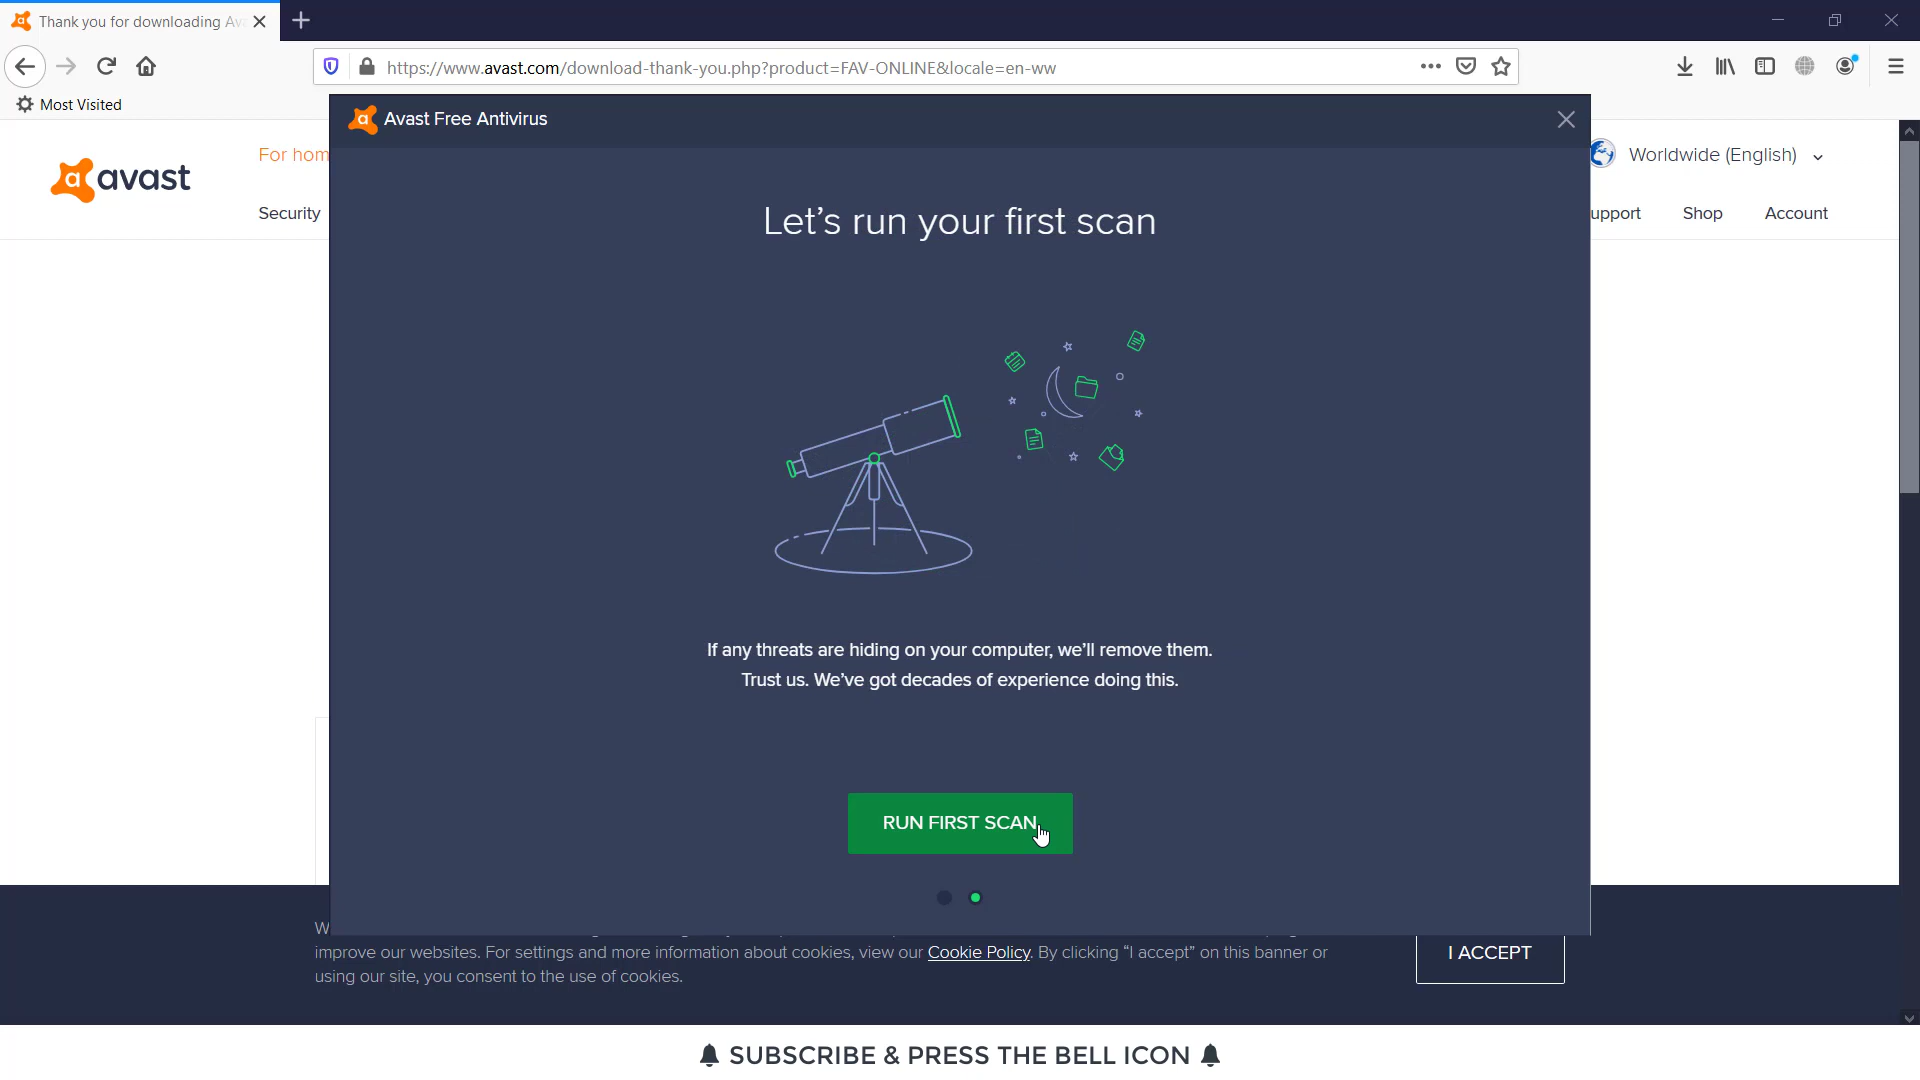 Thank you for downloading Av
https://www.avast.com/download-thank-you.php?product=FAV-ONLINE&locale=en-ww
Most Visited
Avast Free Antivirus
avast
For hom
Worldwide (English)
Security
upport
Shop
Account
Let's run your first scan
If any threats are hiding on your computer, we'll remove them.
Trust us. We've got decades of experience doing this.
RUN FIRST SCAN
W
improve our websites. For settings and more information about cookies, view our Cookie Policy. By clicking “I accept” on this banner or
using our site, you consent to the use of cookies.
I ACCEPT
SUBSCRIBE & PRESS THE BELL ICON